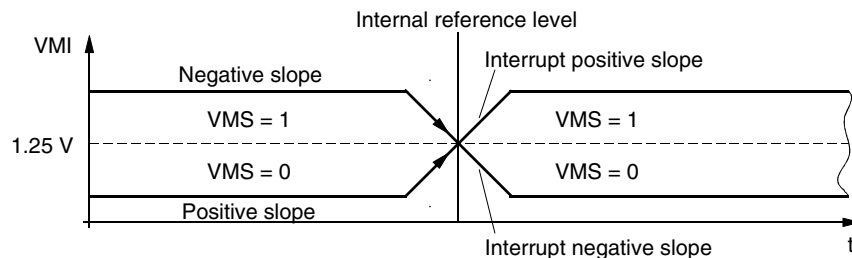 Internal reference level
VMI
Negative slope
Interrupt positive slope
VMS = 1
VMS = 1
1.25 V
VMS = 0
VMS = 0
Positive slope
Interrupt negative slope
t